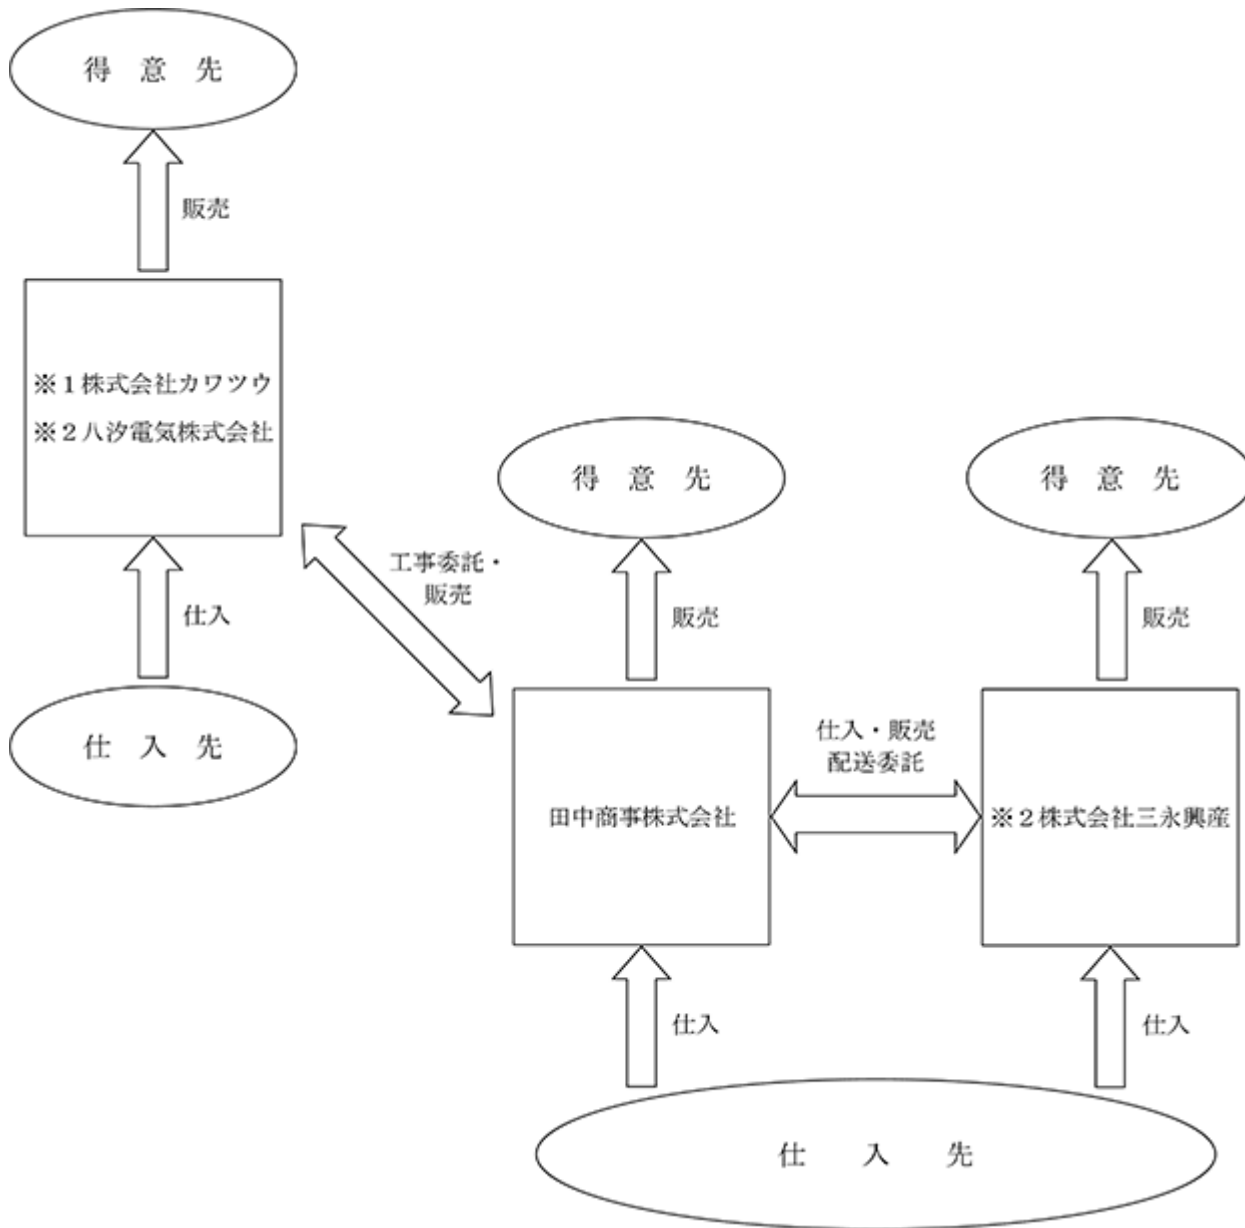 得 意 先
販売
※1株式会社カワツウ
※2八汐電気株式会社
仕入
仕 入 先
工事委託・
販売
得 意 先
販売
田中商事株式会社
仕入
仕入・販売
配送委託
得 意 先
販売
※2株式会社三永興産
仕入
仕 入 先